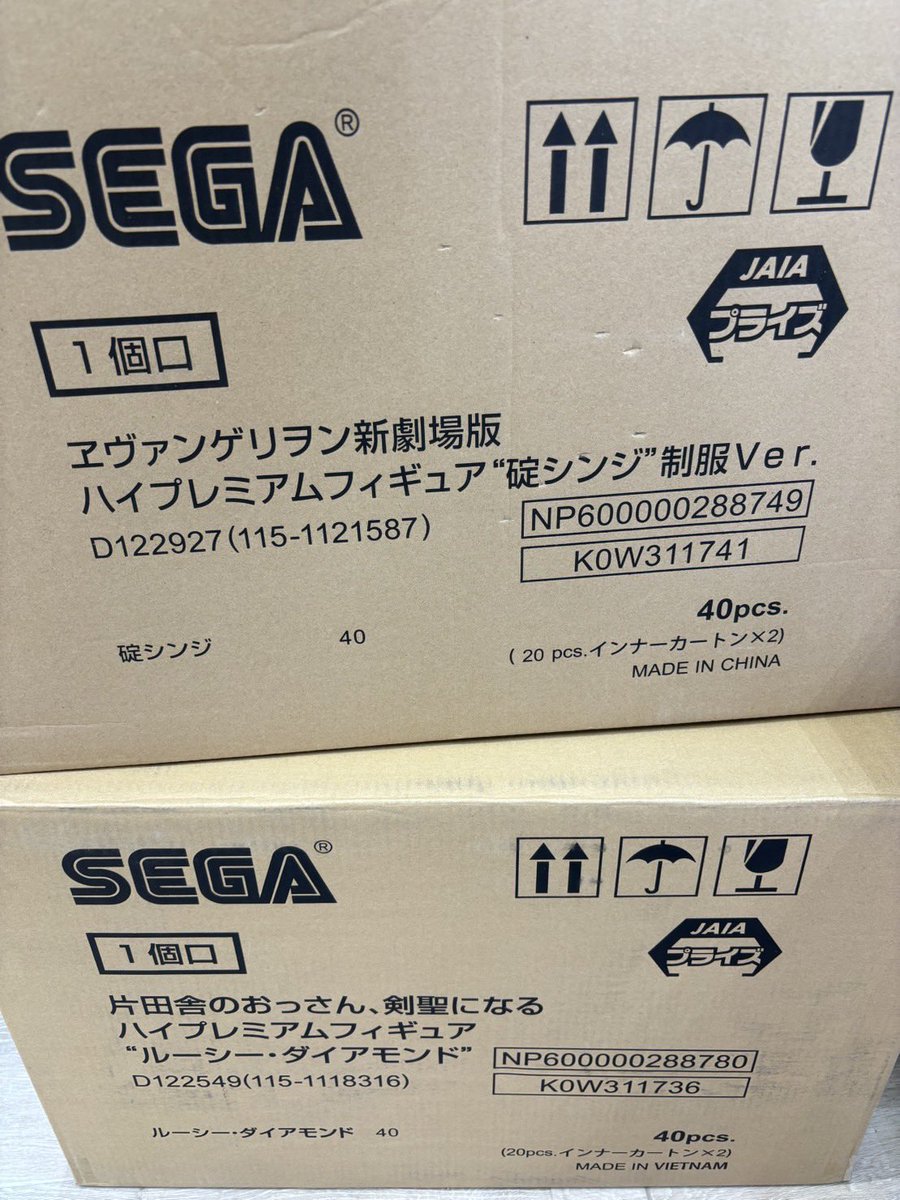 SEGA®
JAIA
プライズ
1個口
ヱヴァンゲリヲン新劇場版
ハイプレミアムフィギュア“碇シンジ”制服Ver.
D122927(115-1121587)
NP600000288749
K0W311741
40pcs.
碇シンジ 40
( 20 pcs.インナーカートン×2)
MADE IN CHINA
SEGA®
JAIA
プライズ
1個口
片田舎のおっさん、剣聖になる
ハイプレミアムフィギュア
“ルーシー・ダイアモンド”
NP600000288780
D122549(115-1118316)
K0W311736
ルーシー・ダイアモンド 40
40pcs.
(20pcs.インナーカートン×2)
MADE IN VIETNAM